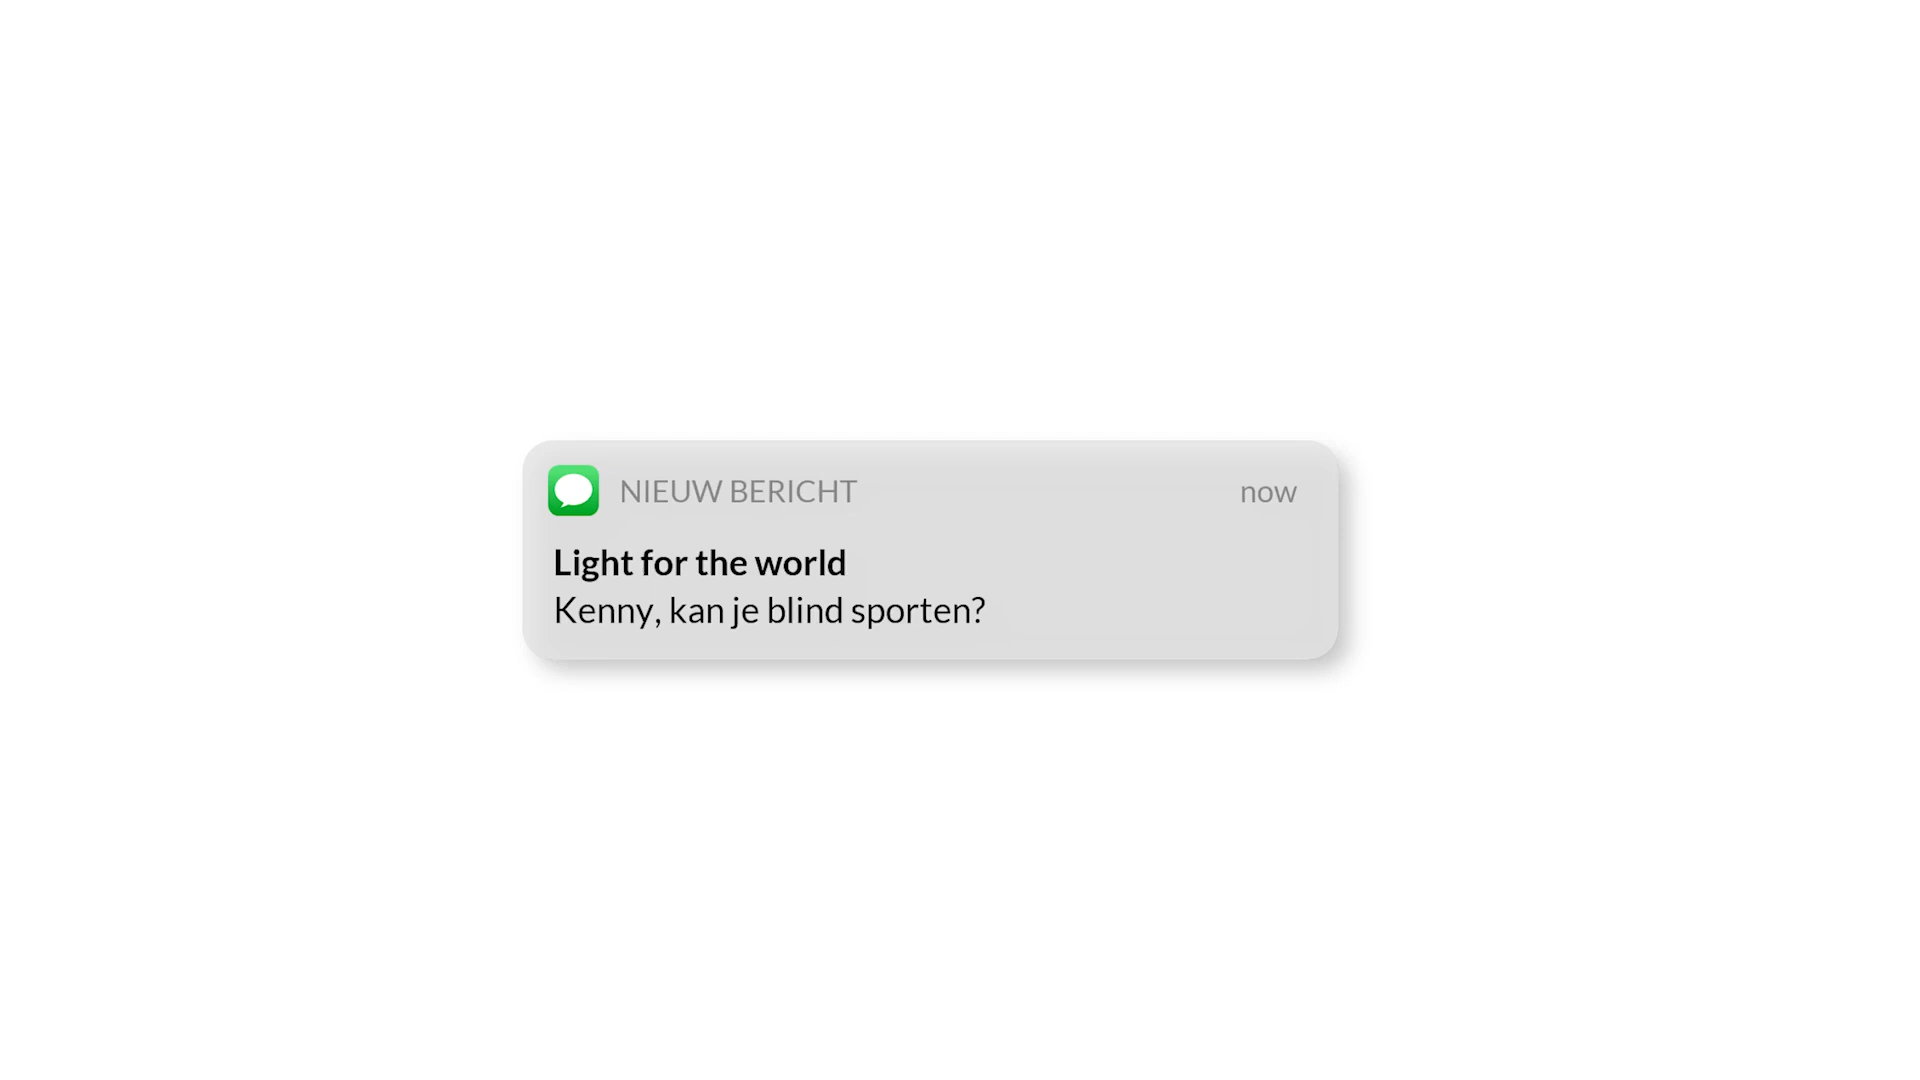 NIEUW BERICHT now
Light for the world
Kenny, kan je blind sporten?